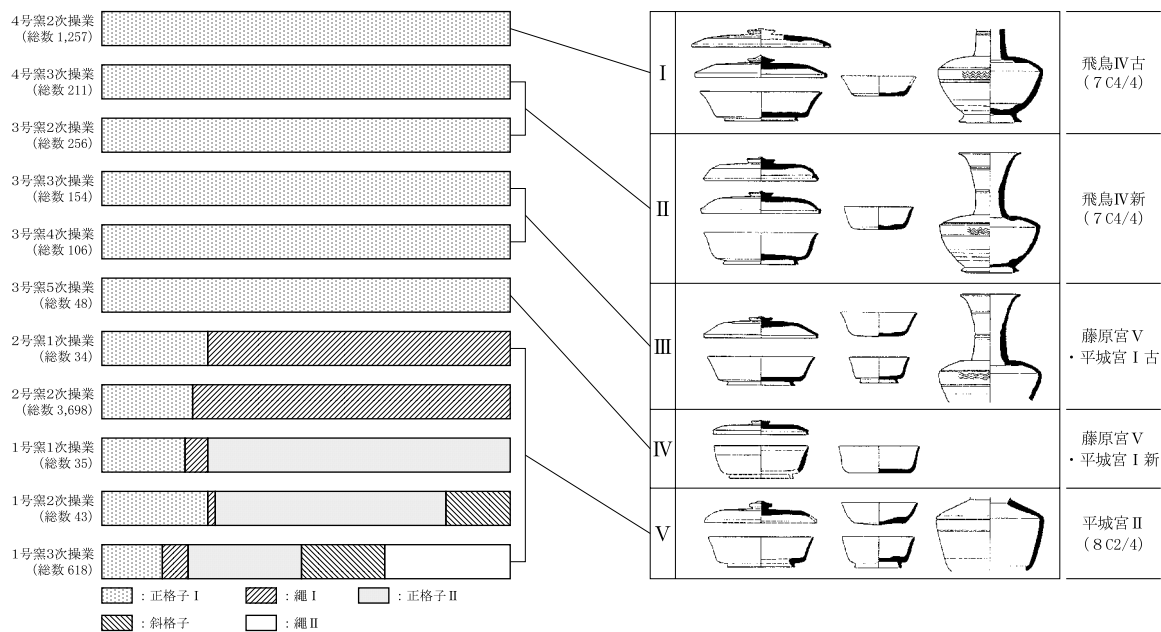 4号窯2次操業
(総数 1,257)
4号窯3次操業
(総数 211)
3号窯2次操業
(総数 256)
3号窯3次操業
(総数 154)
3号窯4次操業
(総数 106)
3号窯5次操業
(総数 48)
2号窯1次操業
(総数 34)
2号窯2次操業
(総数 3,698)
1号窯1次操業
(総数 35)
1号窯2次操業
(総数 43)
1号窯3次操業
(総数 618)
:正格子Ⅰ
:縄Ⅰ
:正格子Ⅱ
:斜格子
:縄Ⅱ
Ⅰ
飛鳥Ⅳ古
(7C4/4)
Ⅱ
飛鳥Ⅳ新
(7C4/4)
Ⅲ
藤原宮Ⅴ
・平城宮Ⅰ古
Ⅳ
藤原宮Ⅴ
・平城宮Ⅰ新
Ⅴ
平城宮Ⅱ
(8C2/4)